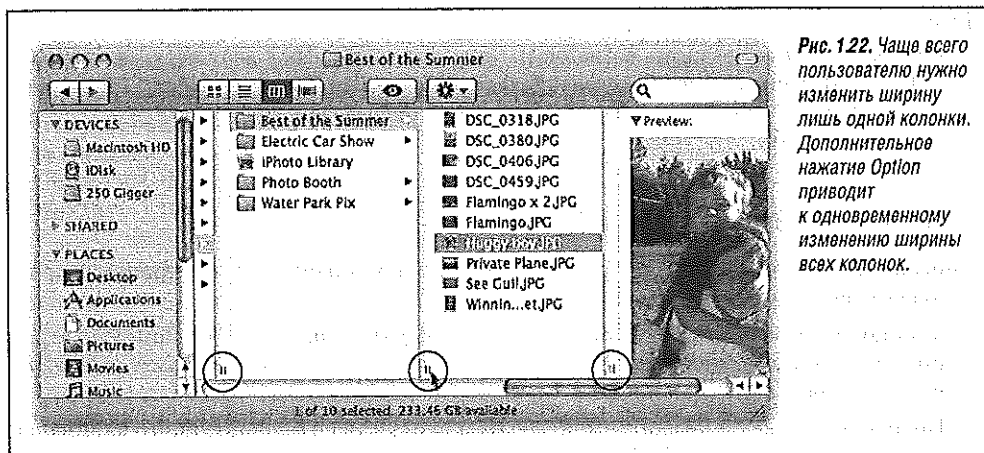 Best of the Summer
DEVICES
Macintosh HD
iDisk
250 Gigger
SHARED
PLACES
Desktop
Applications
Documents
Pictures
Movies
Music
Best of the Summer
Electric Car Show
iPhoto Library
Photo Booth
Water Park Pix
DSC_0318.JPG
DSC_0380.JPG
DSC_0406.JPG
DSC_0459.JPG
Flamingo x 2.JPG
Flamingo.JPG
Private Plane.JPG
See Gull.JPG
Winnin...et.JPG
Preview:
1 of 10 selected, 233.46 GB available
Рис. 1.22. Чаще всего
пользователю нужно
изменить ширину
лишь одной колонки.
Дополнительное
нажатие Option
приводит
к одновременному
изменению ширины
всех колонок.